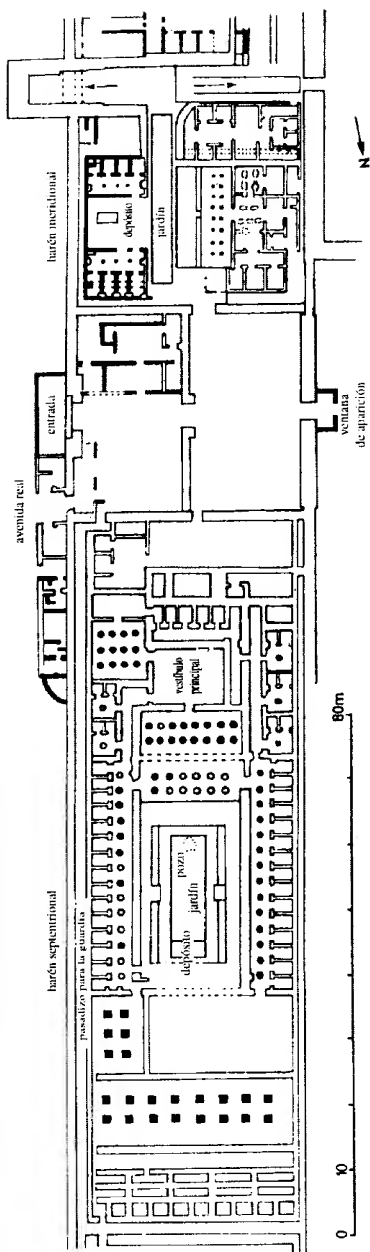 harén meridional
depósito
jardín
N
avenida real
entrada
ventana
de aparición
vestíbulo
principal
harén septentrional
pasadizo para la guardia
pozo
jardín
depósito
0
10
80m